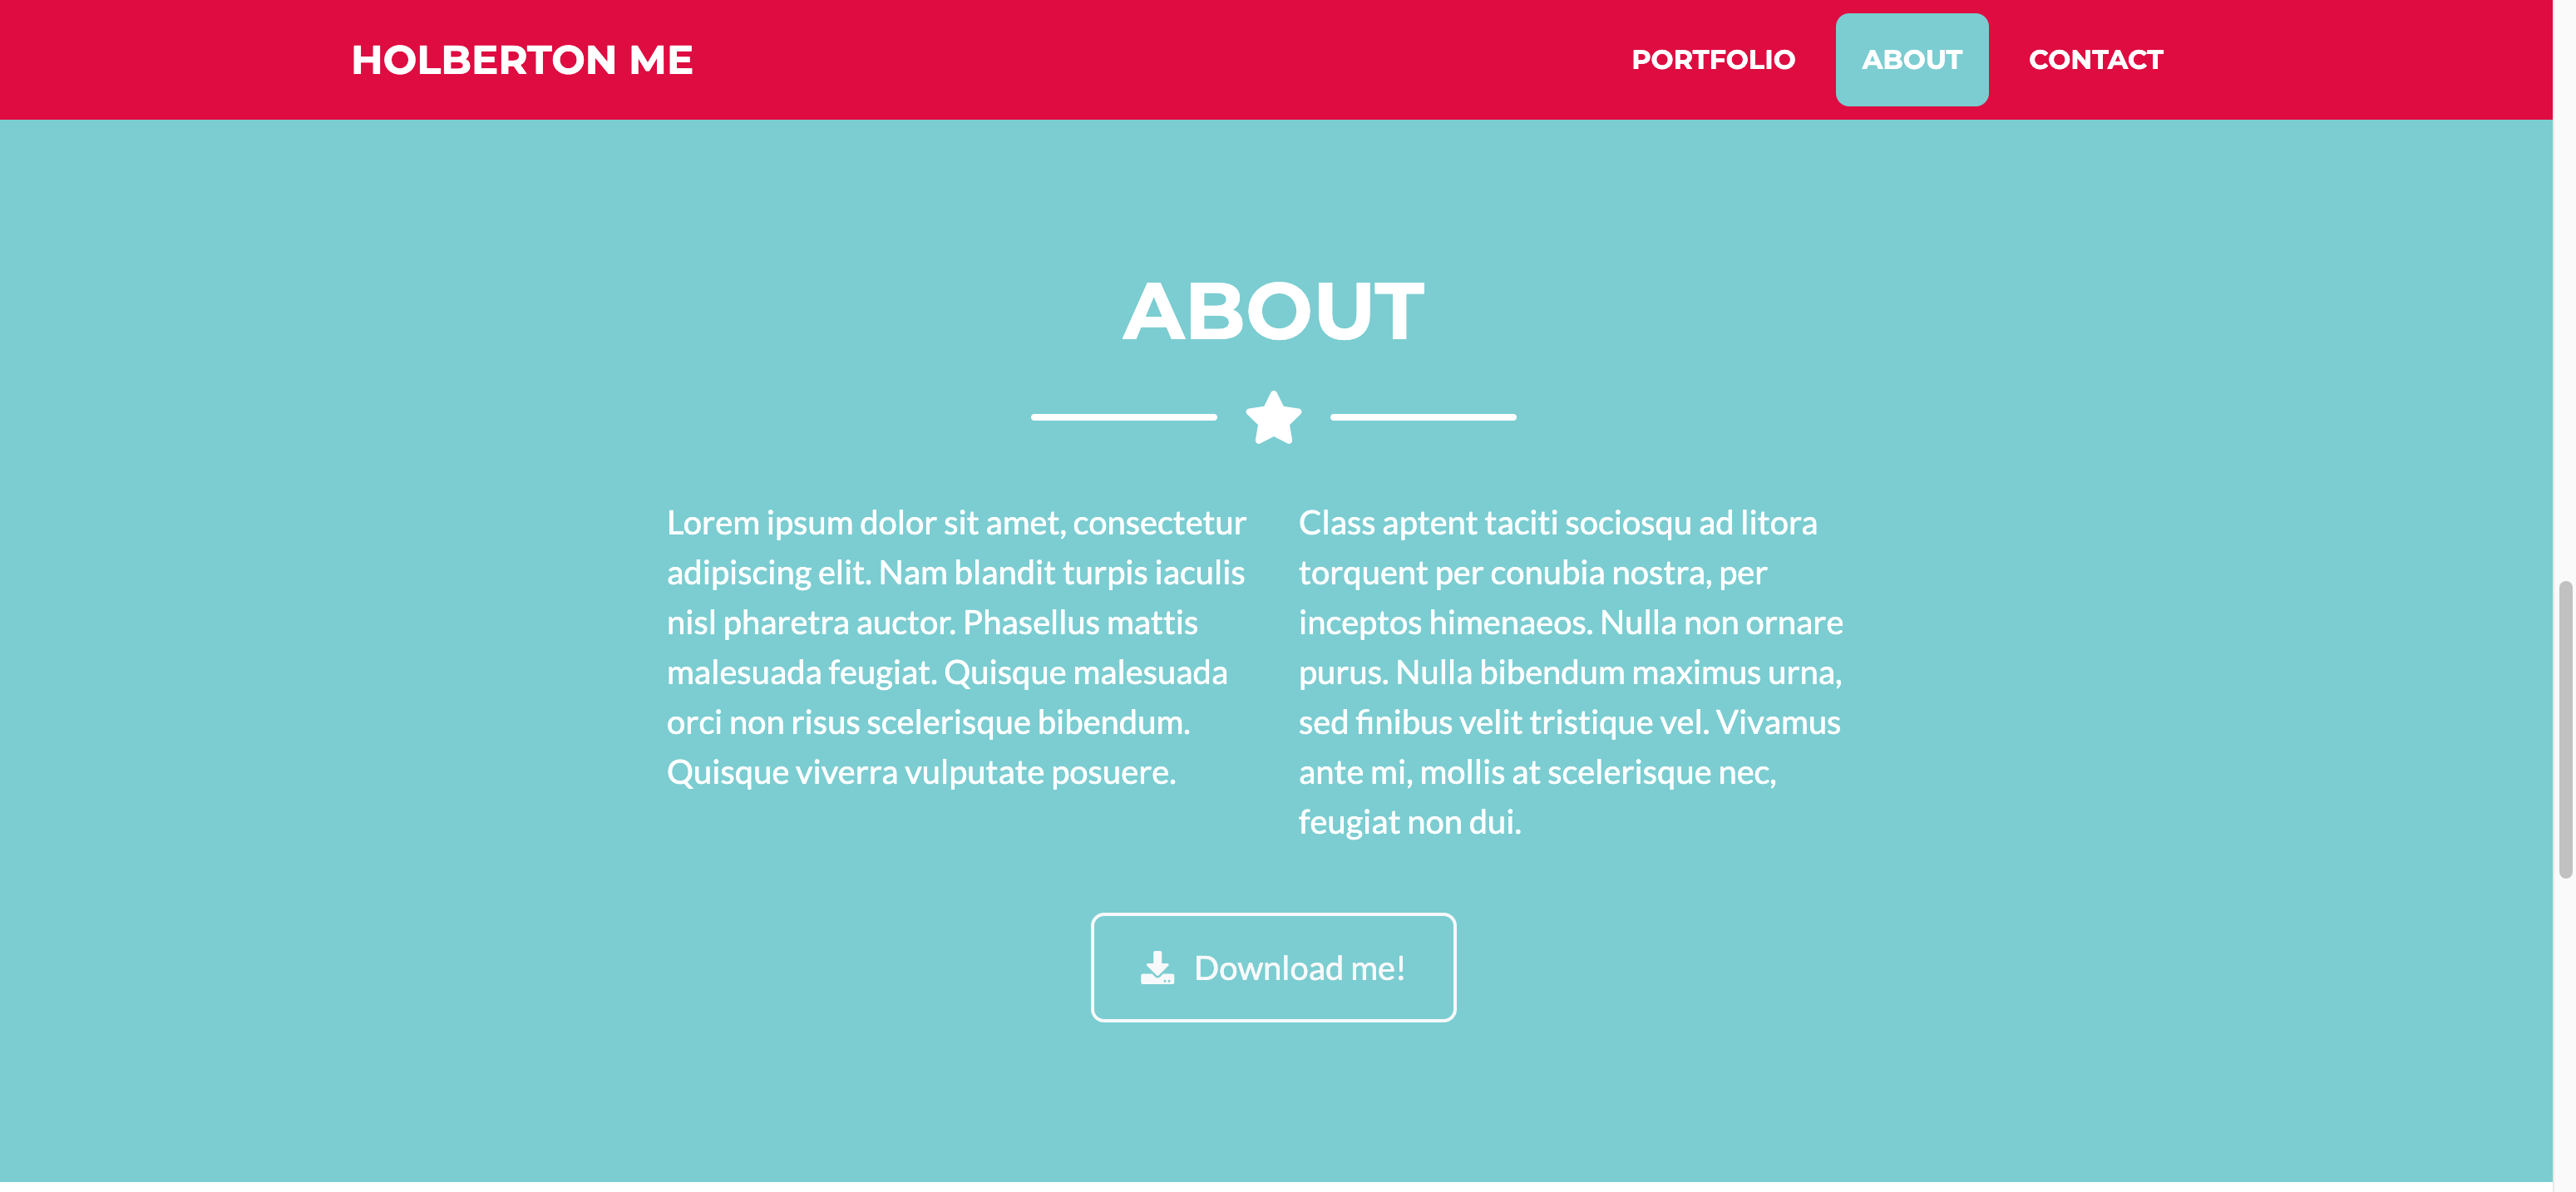 HOLBERTON ME
PORTFOLIO
ABOUT
CONTACT
ABOUT
Lorem ipsum dolor sit amet, consectetur
adipiscing elit. Nam blandit turpis iaculis
nisl pharetra auctor. Phasellus mattis
malesuada feugiat. Quisque malesuada
orci non risus scelerisque bibendum.
Quisque viverra vulputate posuere.
Class aptent taciti sociosqu ad litora
torquent per conubia nostra, per
inceptos himenaeos. Nulla non ornare
purus. Nulla bibendum maximus urna,
sed finibus velit tristique vel. Vivamus
ante mi, mollis at scelerisque nec,
feugiat non dui.
Download me!